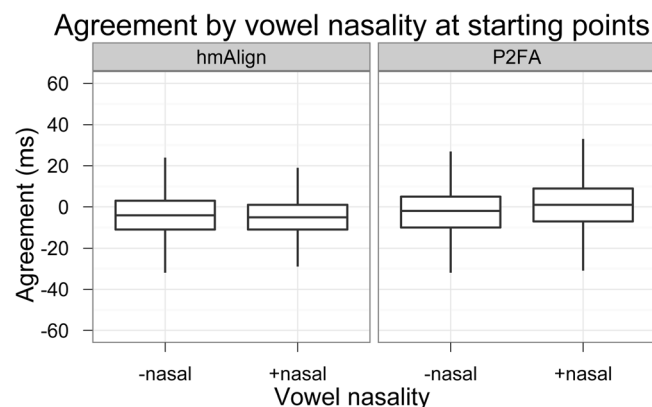 Agreement by vowel nasality at starting points
hmAlign P2FA
Agreement (ms)
60
40
20
0
-20
-40
-60
-nasal +nasal -nasal +nasal
Vowel nasality